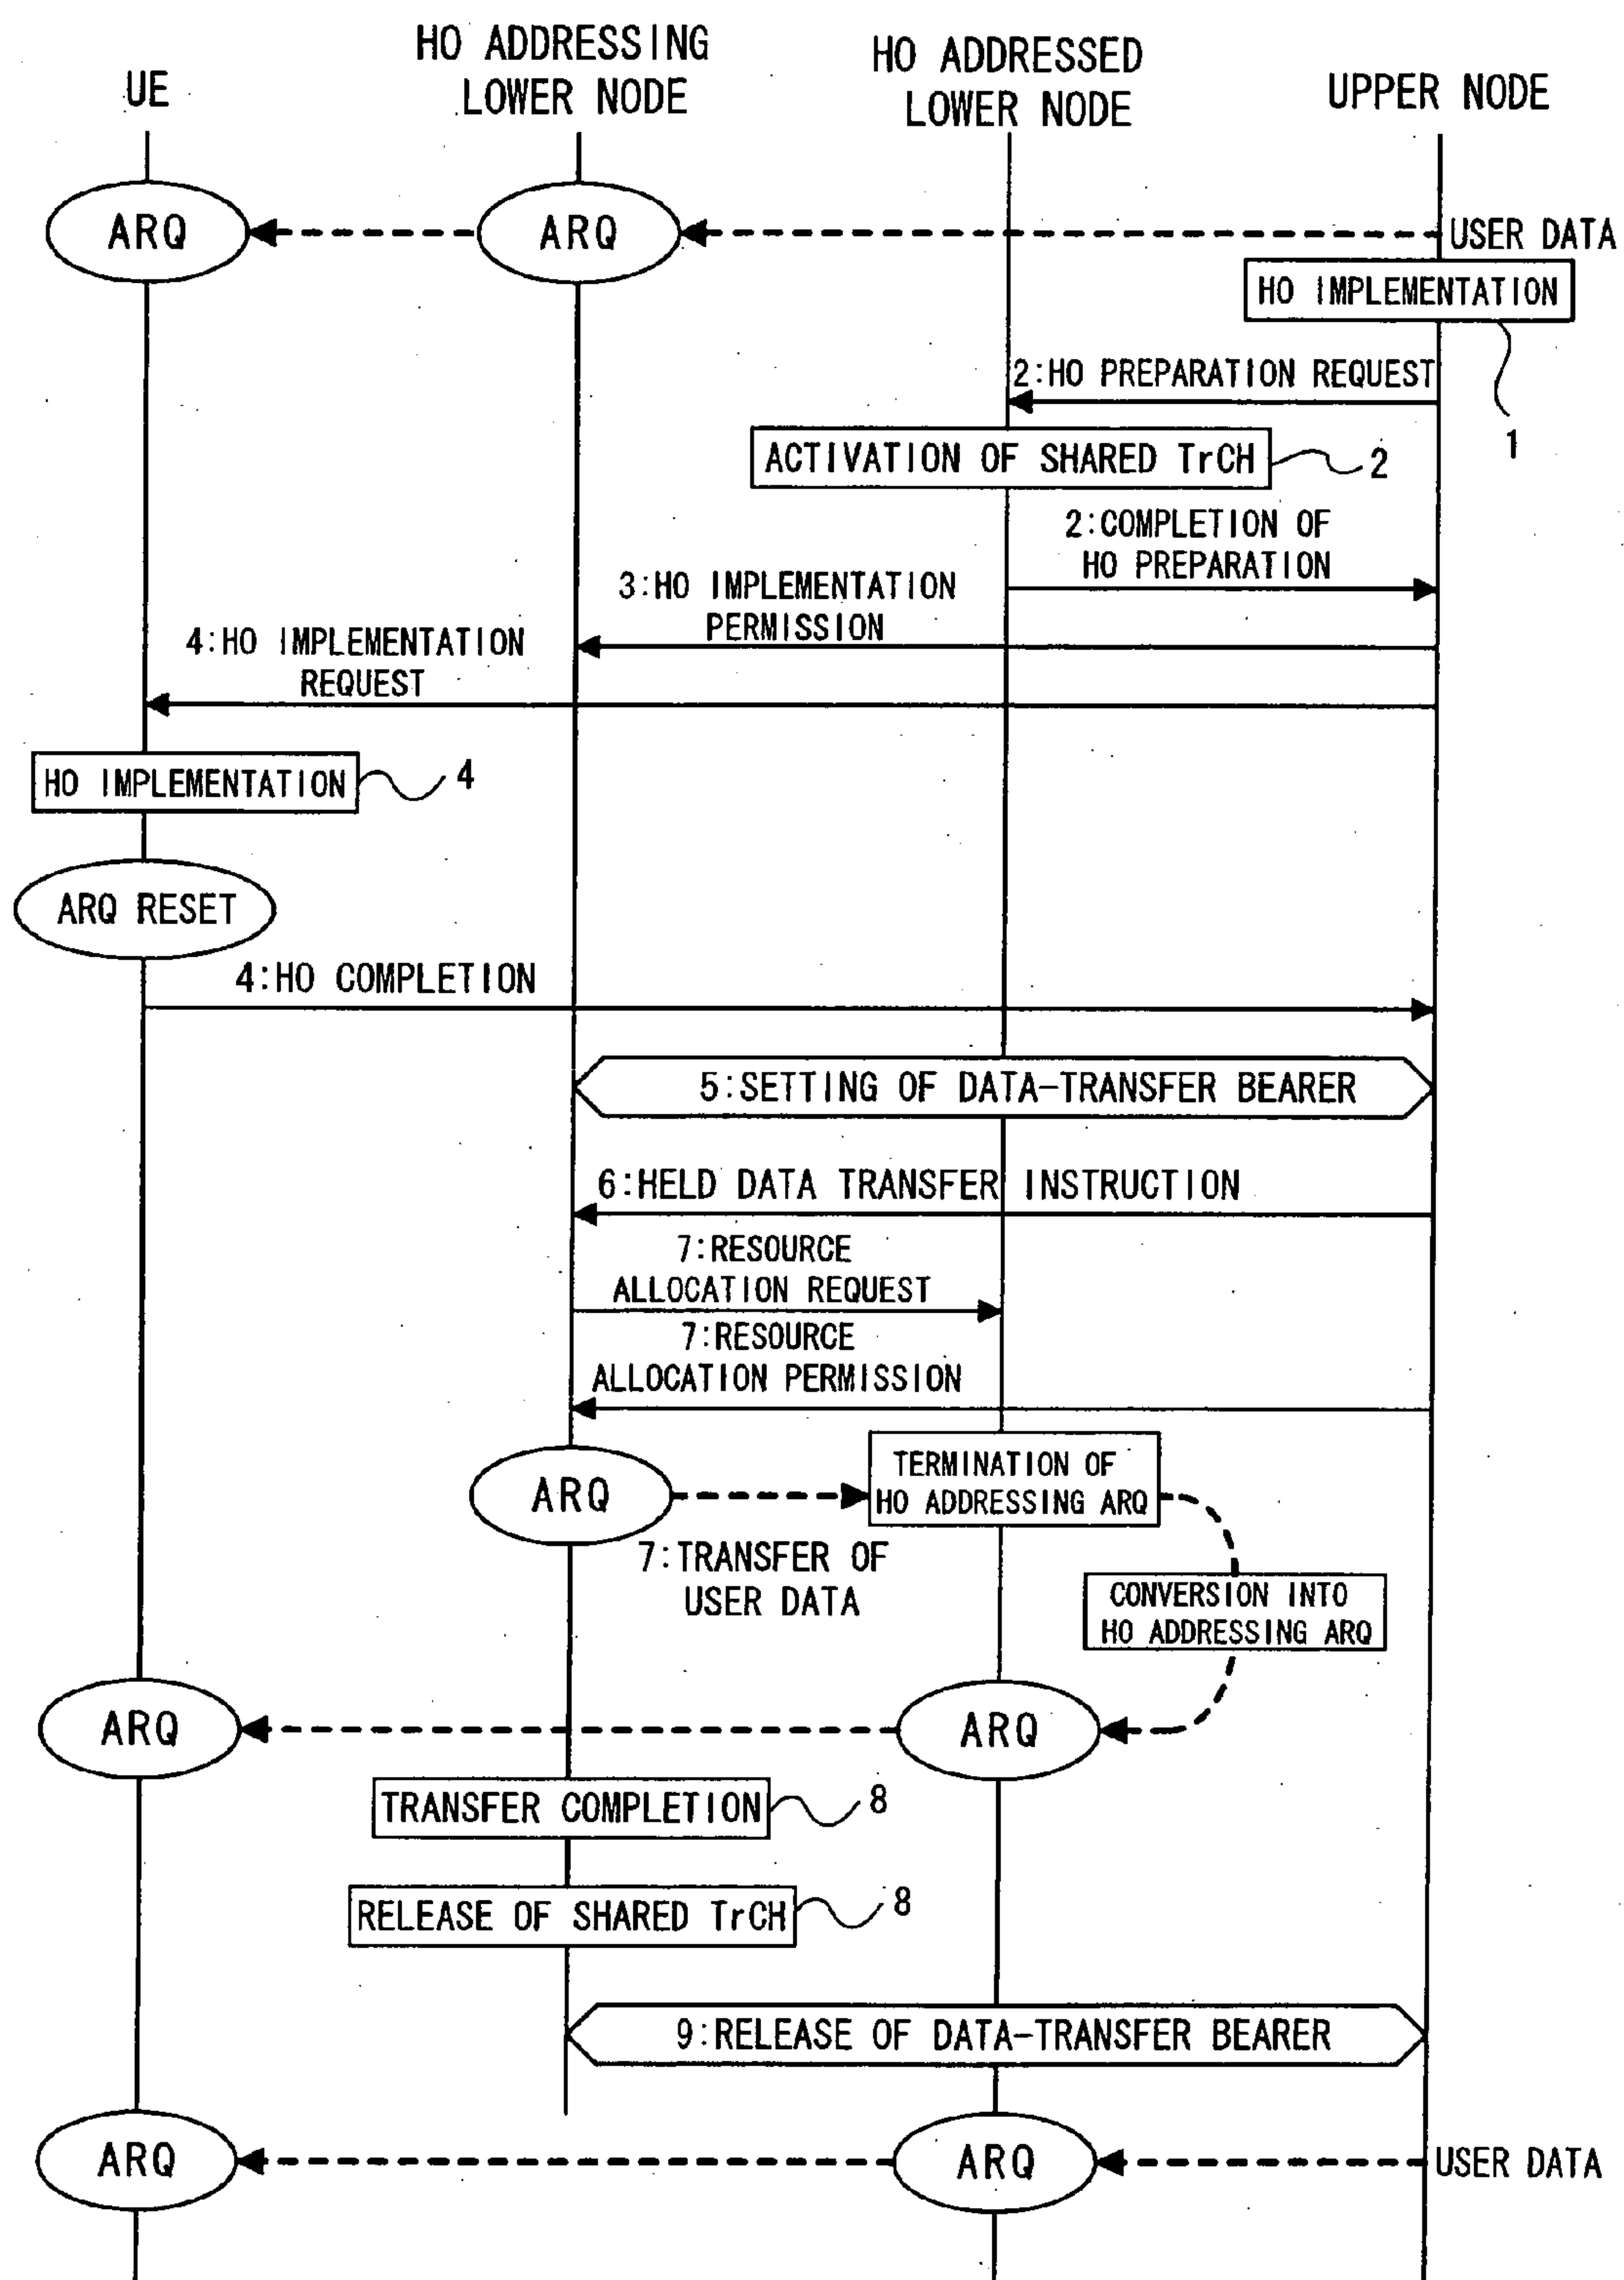 UE
HO ADDRESSING
LOWER NODE
HO ADDRESSED
LOWER NODE
UPPER NODE
ARQ
ARQ
USER DATA
HO IMPLEMENTATION
1
2:HO PREPARATION REQUEST
ACTIVATION OF SHARED TrCH
2
2:COMPLETION OF
HO PREPARATION
3:HO IMPLEMENTATION
PERMISSION
4:HO IMPLEMENTATION
REQUEST
HO IMPLEMENTATION
4
ARQ RESET
4:HO COMPLETION
5:SETTING OF DATA-TRANSFER BEARER
6:HELD DATA TRANSFER INSTRUCTION
7:RESOURCE
ALLOCATION REQUEST
7:RESOURCE
ALLOCATION PERMISSION
ARQ
TERMINATION OF
HO ADDRESSING ARQ
7:TRANSFER OF
USER DATA
CONVERSION INTO
HO ADDRESSING ARQ
ARQ
ARQ
TRANSFER COMPLETION
8
RELEASE OF SHARED TrCH
8
9:RELEASE OF DATA-TRANSFER BEARER
ARQ
ARQ
USER DATA